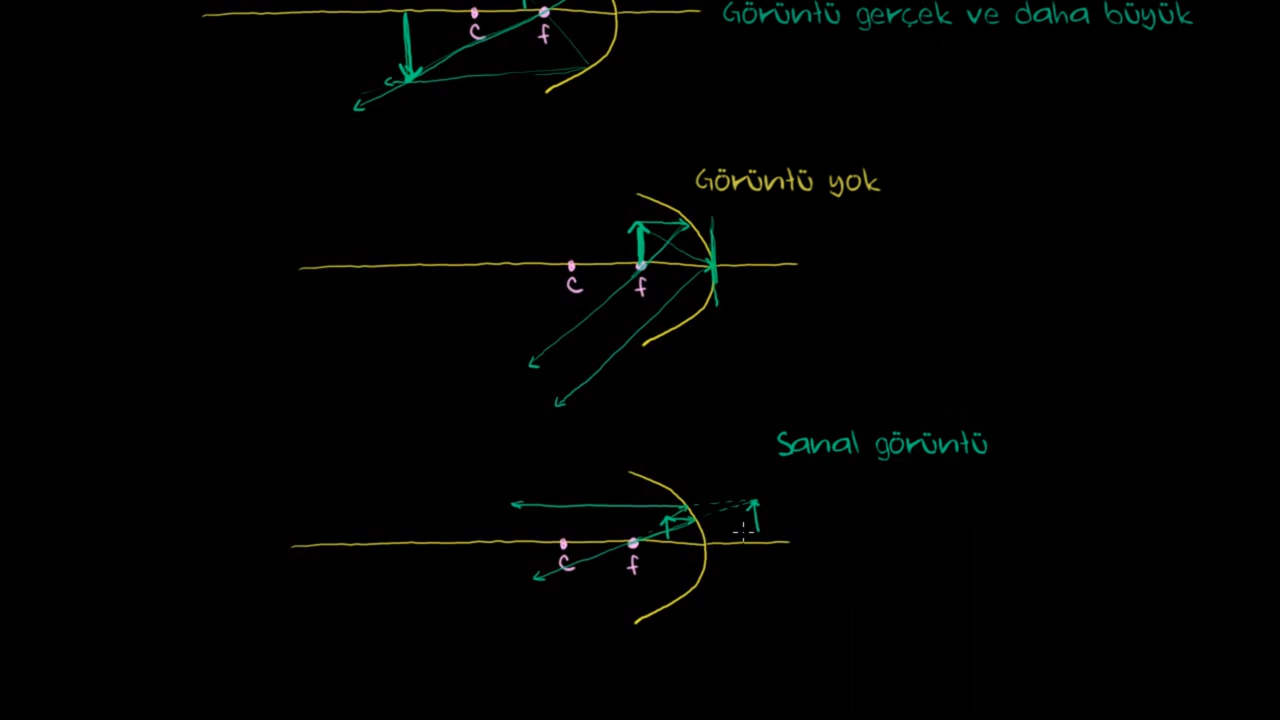 Görüntü gerçek ve daha büyük
C f
Görüntü yok
C f
Sanal görüntü
C f